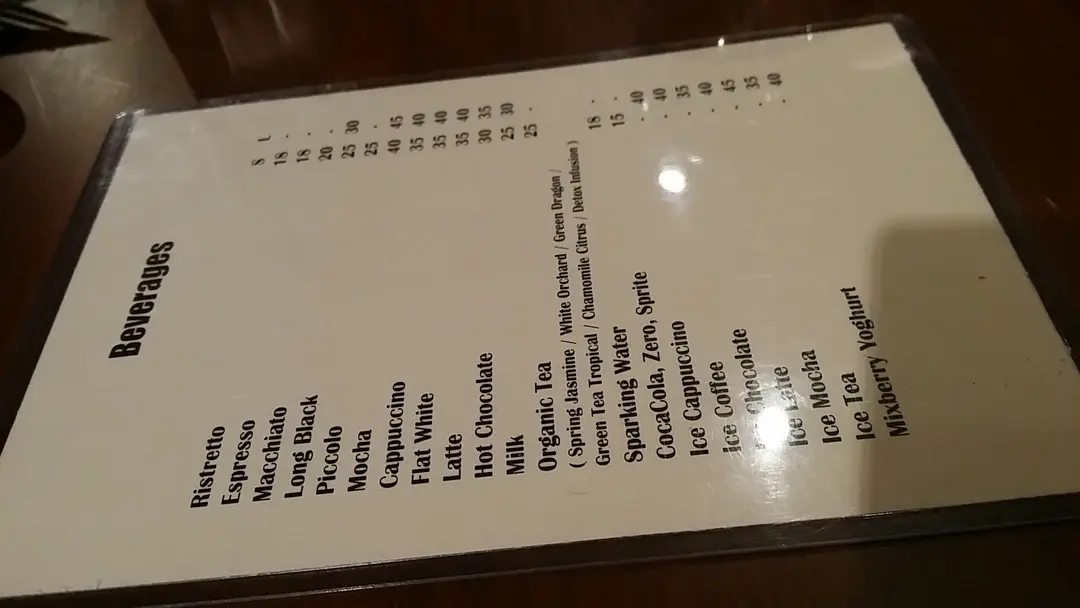 Beverages
S L
Ristretto 18 -
Espresso 18 -
Macchiato 20 -
Long Black 25 30
Piccolo 25 -
Mocha 40 45
Cappuccino 35 40
Flat White 35 40
Latte 35 40
Hot Chocolate 30 35
Milk 25 30
Organic Tea 25 -
( Spring Jasmine / White Orchard / Green Dragon /
Green Tea Tropical / Chamomile Citrus / Detox Infusion )
Sparking Water 18 -
CocaCola, Zero, Sprite 15 -
Ice Cappuccino - 40
Ice Coffee - 40
Chocolate - 35
Ice Latte - 40
Ice Mocha - 45
Ice Tea - 35
Mixberry Yoghurt - 40